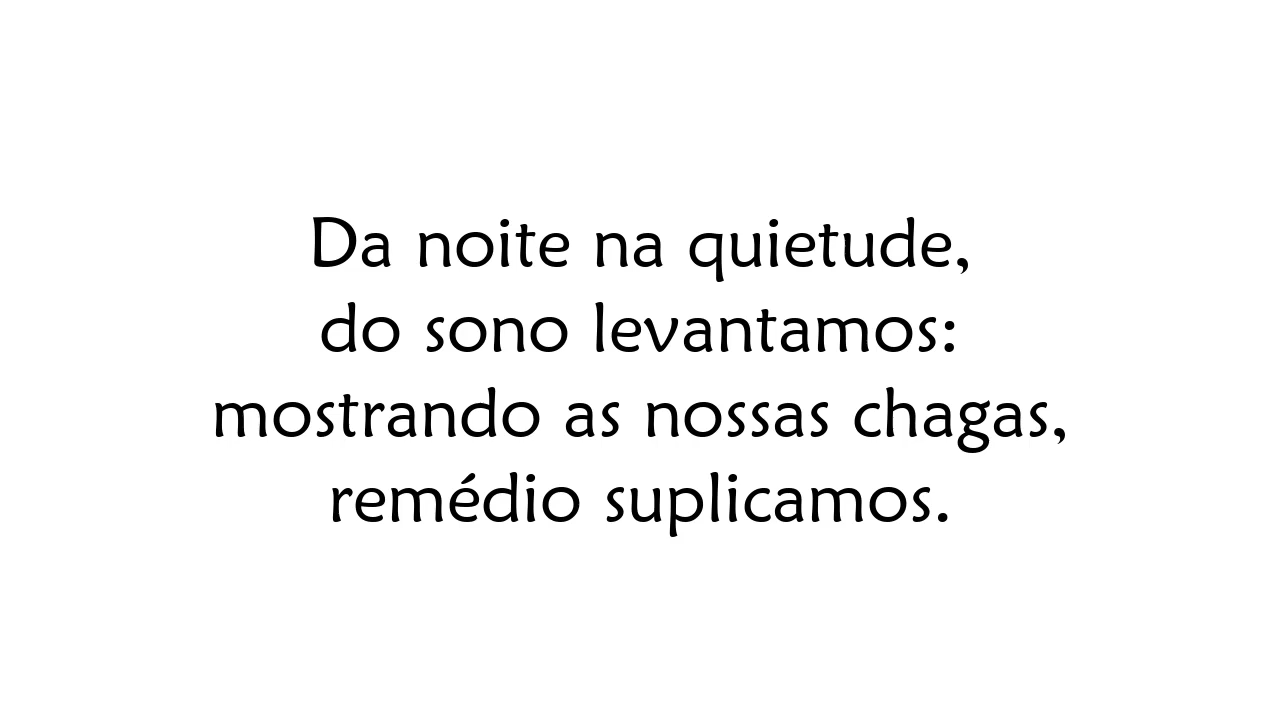 Da noite na quietude,
do sono levantamos:
mostrando as nossas chagas,
remédio suplicamos.